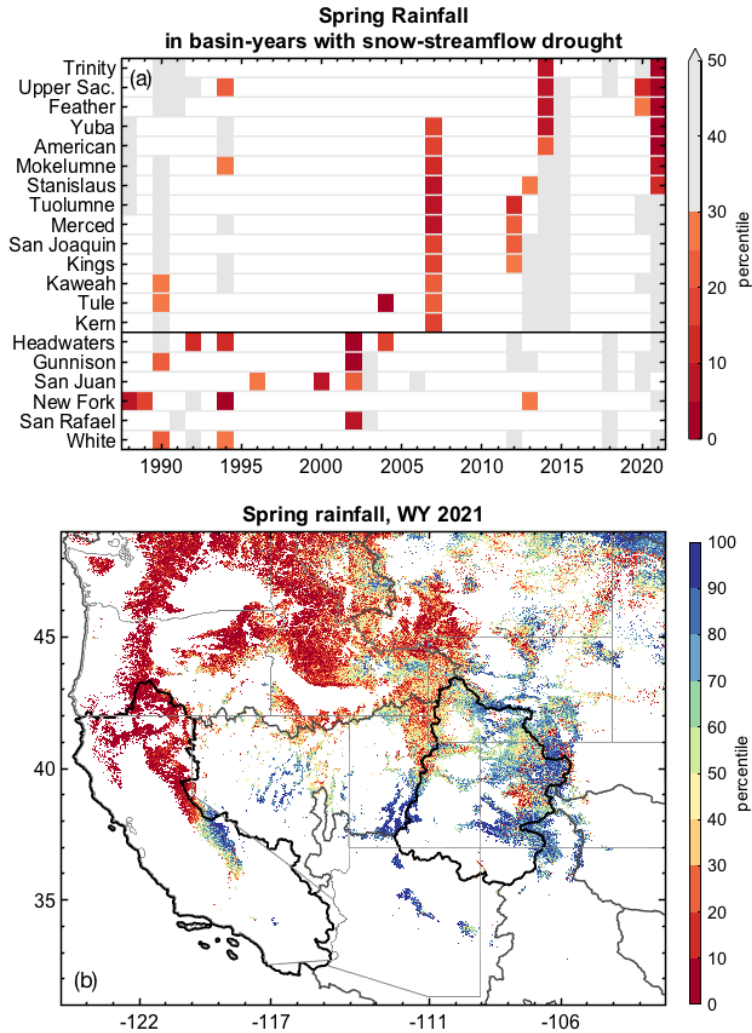 Spring Rainfall
in basin-years with snow-streamflow drought
(a)
Trinity
Upper Sac.
Feather
Yuba
American
Mokelumne
Stanislaus
Tuolumne
Merced
San Joaquin
Kings
Kaweah
Tule
Kern
Headwaters
Gunnison
San Juan
New Fork
San Rafael
White
1990 1995 2000 2005 2010 2015 2020
50
40
30
20
10
0
percentile
Spring rainfall, WY 2021
45
40
35
(b)
-122 -117 -111 -106
100
90
80
70
60
50
40
30
20
10
0
percentile